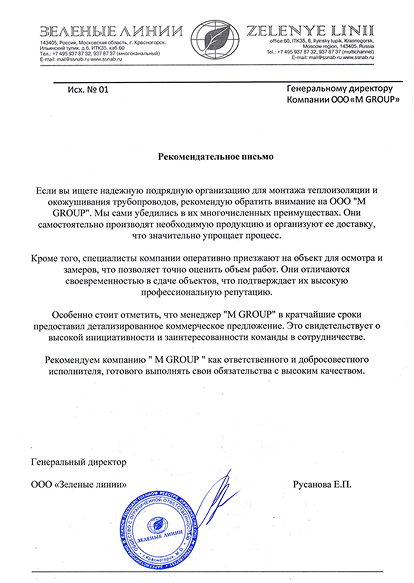 ЗЕЛЕНЫЕ ЛИНИИ
143405, Россия, Московская область, г. Красногорск,
Ильинский тупик, д.6, ИТК35, каб.60
Тел.: +7 495 937 87 32, 937 87 37 (многоканальный)
E-mail: mail@ssnab.ru www.ssnab.ru
ZELENYE LINII
office 60, ITK35, 6, Ilyinsky tupik, Krasnogorsk,
Moscow region, 143405, Russia
Tel.: +7 495 937 87 32, 937 87 37 (multichannel)
E-mail: mail@ssnab.ru www.ssnab.ru
Исх. № 01
Генеральному директору
Компании ООО «M GROUP»
Рекомендательное письмо
Если вы ищете надежную подрядную организацию для монтажа теплоизоляции и
окожушивания трубопроводов, рекомендую обратить внимание на ООО "M
GROUP". Мы сами убедились в их многочисленных преимуществах. Они
самостоятельно производят необходимую продукцию и организуют ее доставку,
что значительно упрощает процесс.
Кроме того, специалисты компании оперативно приезжают на объект для осмотра и
замеров, что позволяет точно оценить объем работ. Они отличаются
своевременностью в сдаче объектов, что подтверждает их высокую
профессиональную репутацию.
Особенно стоит отметить, что менеджер "M GROUP" в кратчайшие сроки
предоставил детализированное коммерческое предложение. Это свидетельствует о
высокой инициативности и заинтересованности команды в сотрудничестве.
Рекомендуем компанию " M GROUP " как ответственного и добросовестного
исполнителя, готового выполнять свои обязательства с высоким качеством.
Генеральный директор
ООО «Зеленые линии»
Русанова Е.П.
ЗЕЛЕНЫЕ ЛИНИИ